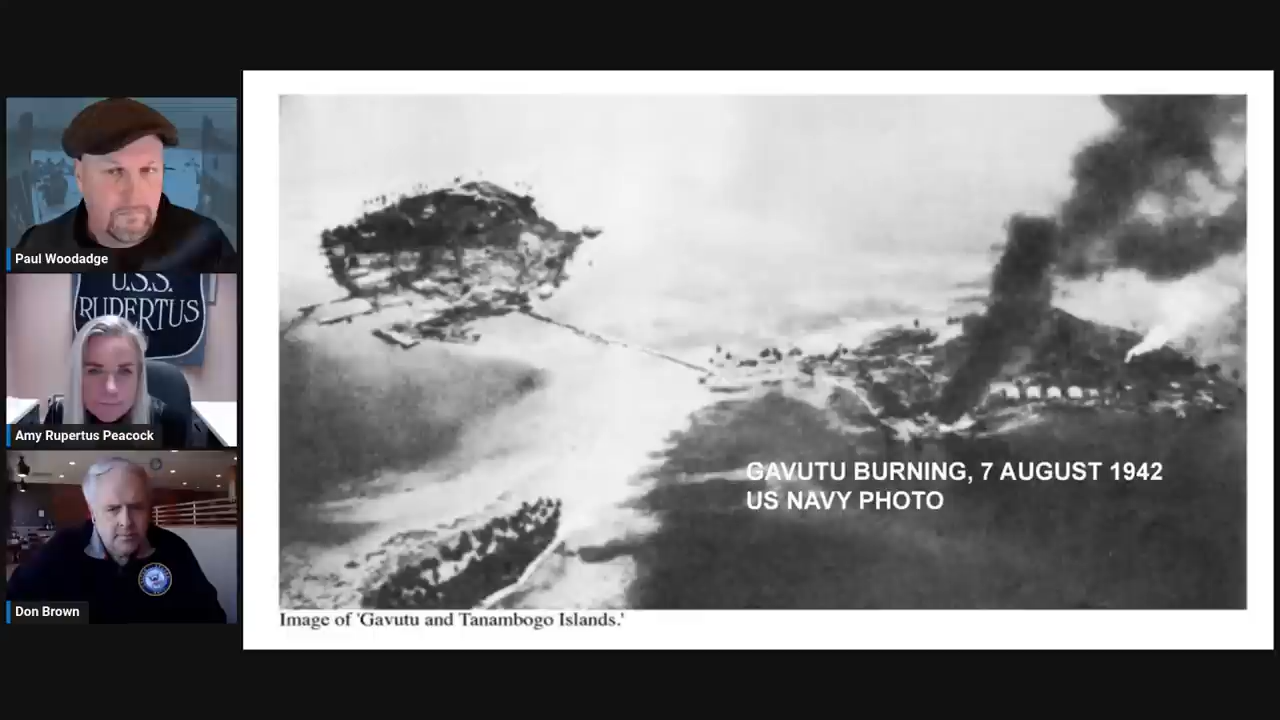 Paul Woodadge
U.S.S.
RUPERTUS
Amy Rupertus Peacock
Don Brown
GAVUTU BURNING, 7 AUGUST 1942
US NAVY PHOTO
Image of 'Gavutu and Tanambogo Islands.'